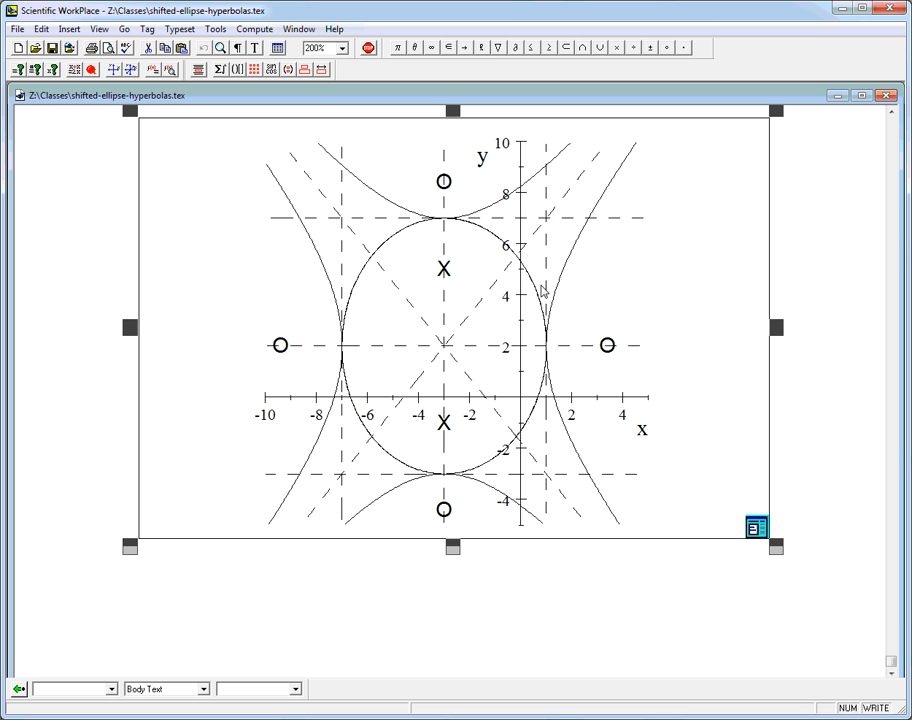 Scientific WorkPlace - Z:\Classes\shifted-ellipse-hyperbolas.tex
File Edit Insert View Go Tag Typeset Tools Compute Window Help
200%
Z:\Classes\shifted-ellipse-hyperbolas.tex
10
y
O
8
6
X
4
O
2
O
-10 -8 -6 -4 -2 2 4
X
x
-2
-4
O
Body Text
NUM WRITE